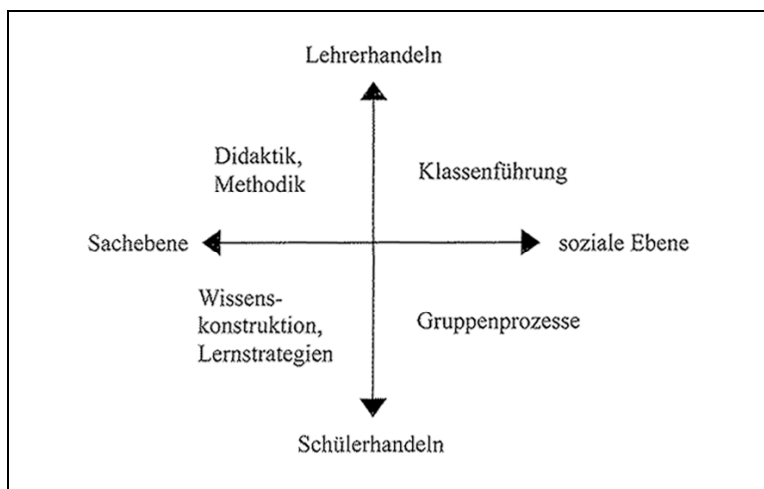 Lehrerhandeln
Didaktik,
Methodik
Klassenführung
Sachebene
soziale Ebene
Wissens-
konstruktion,
Lernstrategien
Gruppenprozesse
Schülerhandeln